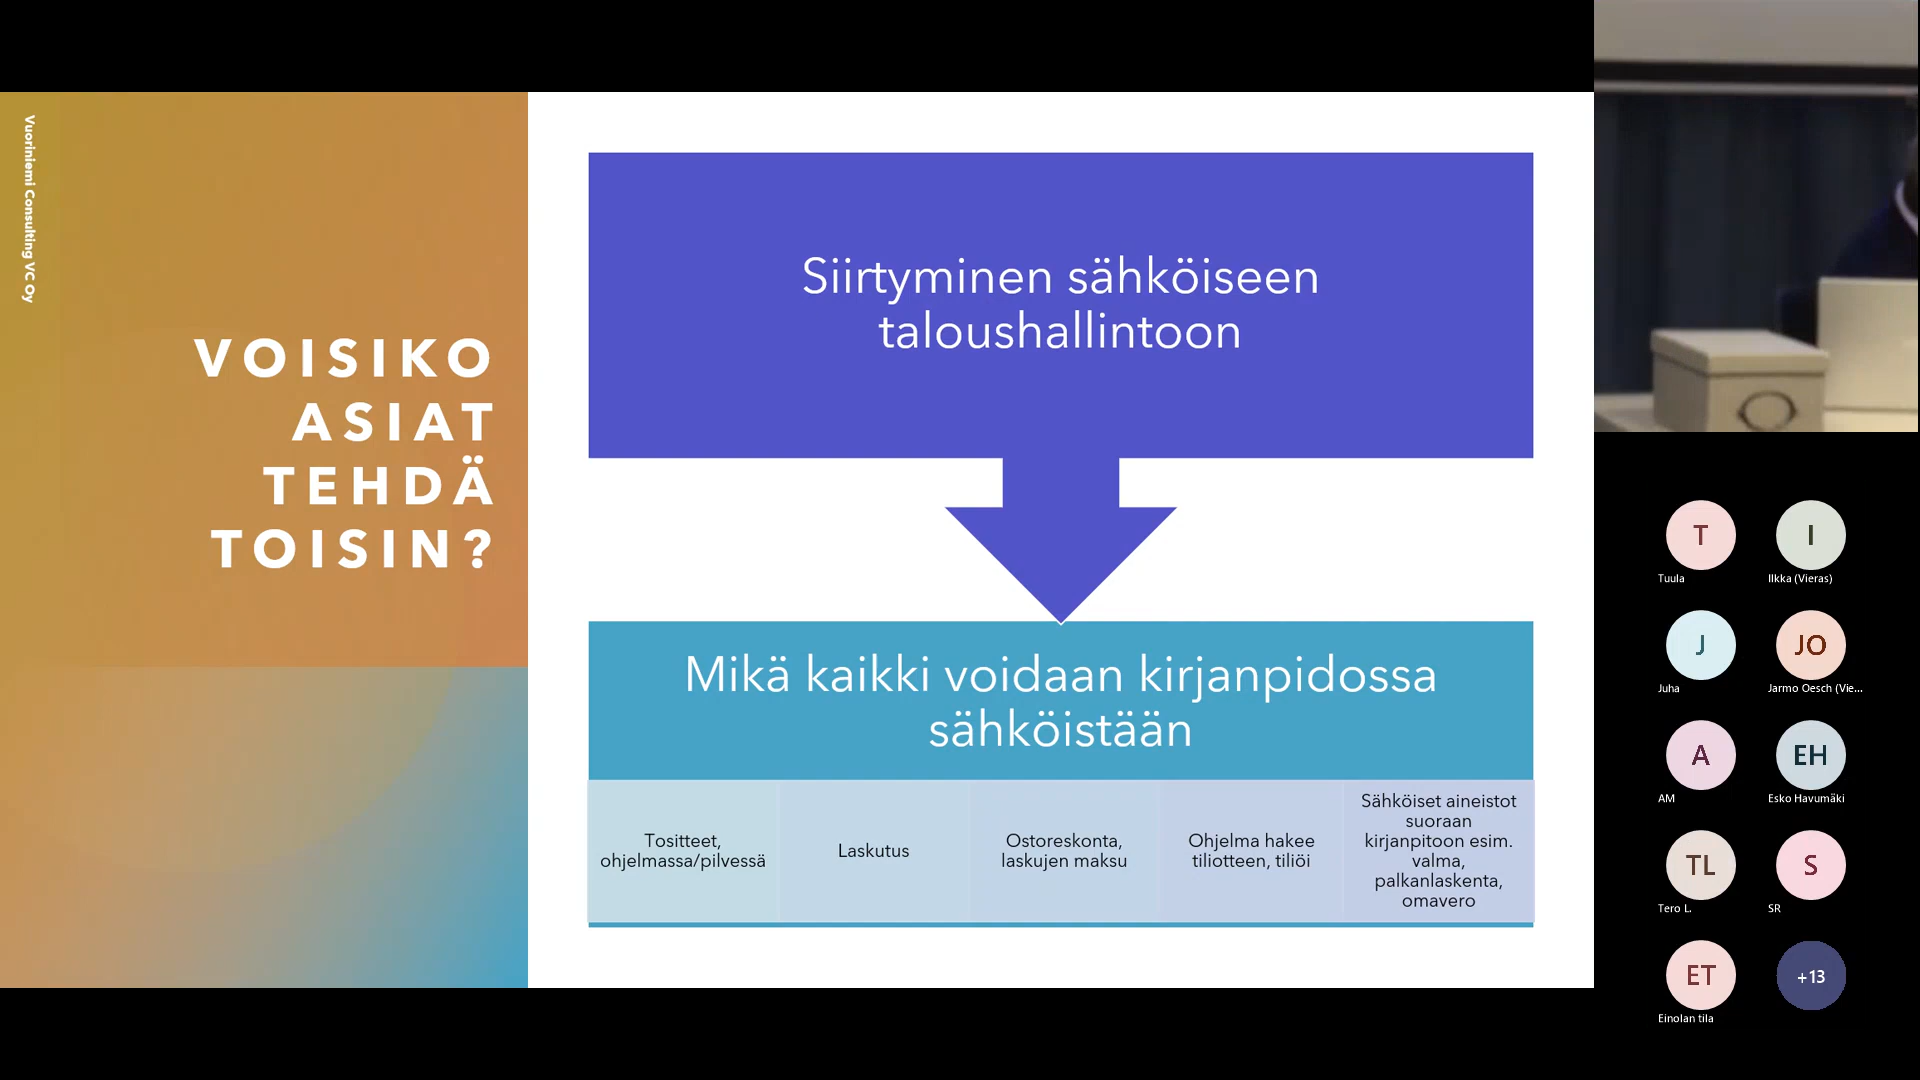 Vuoriniemi Consulting VC Oy
VOISIKO
ASIAT
TEHDÄ
TOISIN?
Siirtyminen sähköiseen
taloushallintoon
Mikä kaikki voidaan kirjanpidossa
sähköistään
Tositteet,
ohjelmassa/pilvessä
Laskutus
Ostoreskonta,
laskujen maksu
Ohjelma hakee
tiliotteen, tiliöi
Sähköiset aineistot
suoraan
kirjanpitoon esim.
valma,
palkanlaskenta,
omavero
T
Tuula
I
Ilkka (Vieras)
J
Juha
JO
Jarmo Oesch (Vie...
A
AM
EH
Esko Havumäki
TL
Tero L.
S
SR
ET
Einolan tila
+13